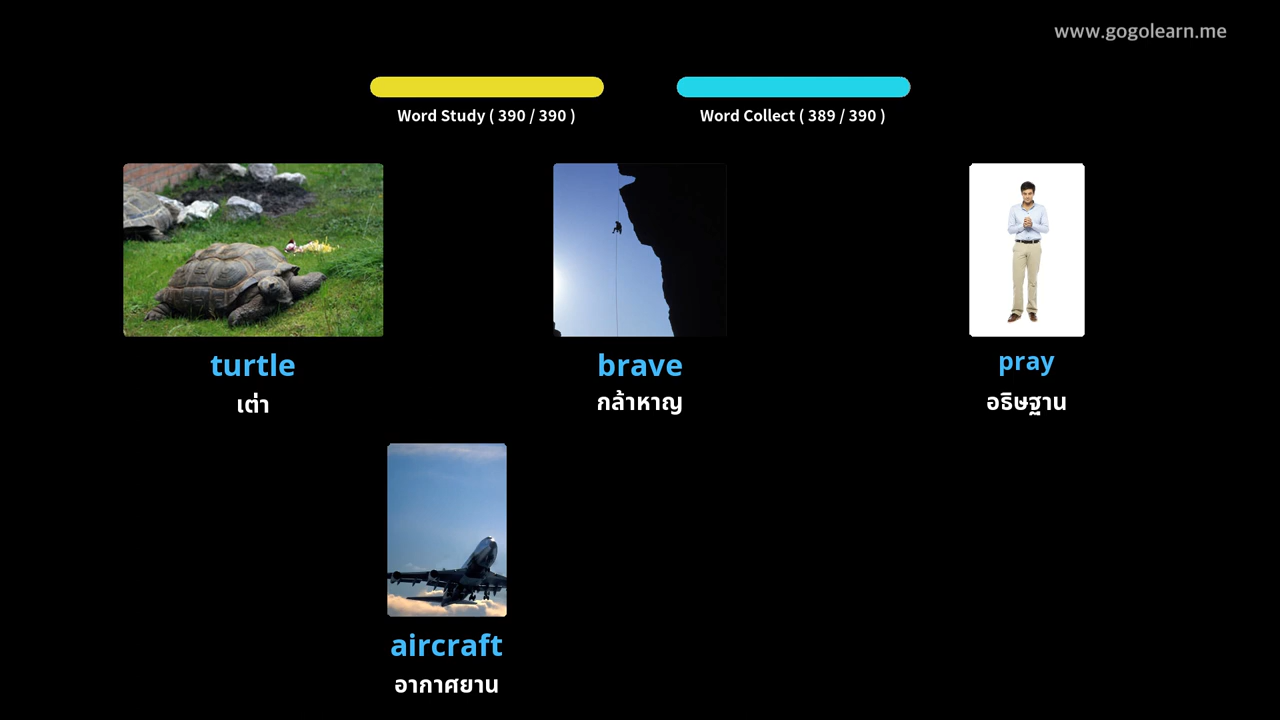 www.gogolearn.me
Word Study ( 390 / 390 )
Word Collect ( 389 / 390 )
turtle
เต่า
brave
กล้าหาญ
pray
อธิษฐาน
aircraft
อากาศยาน